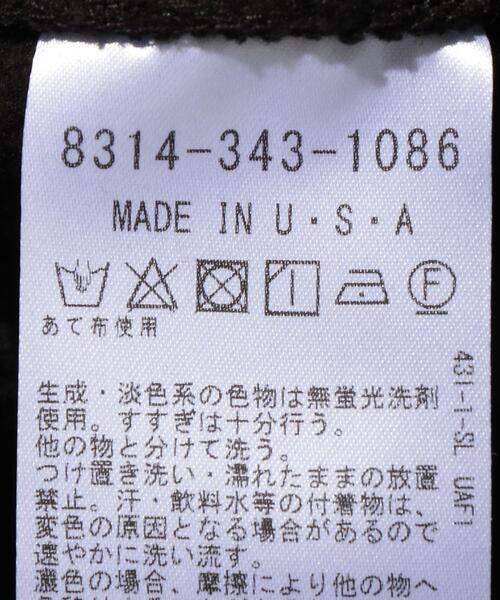 8314-343-1086
MADE IN U・S・A
F
あて布使用
生成・淡色系の色物は無蛍光洗剤
使用。すすぎは十分行う。
他の物と分けて洗う。
つけ置き洗い・濡れたままの放置
禁止。汗・飲料水等の付着物は、
変色の原因となる場合があるので
速やかに洗い流す。
濃色の場合、摩擦により他の物へ
431-1-SL UAF1